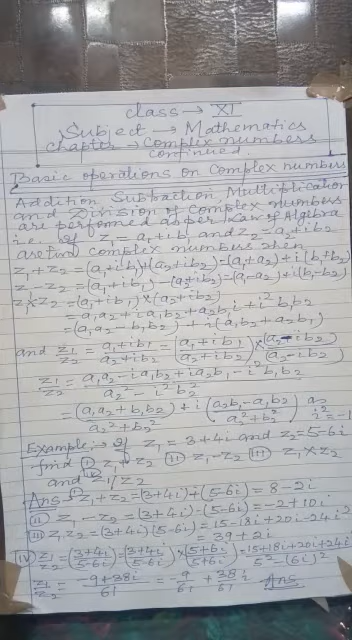 class → XI
Subject → Mathematics
chapter → Complex numbers
continued
Basic operations on Complex numbers
Addition Subtraction, Multiplication
and Division of Complex numbers
are performed as per Law of Algebra
i.e. If z₁ = a₁+ib₁ and z₂ = a₂+ib₂
are two complex numbers then
z₁+z₂ = (a₁+ib₁)+(a₂+ib₂) = (a₁+a₂)+i(b₁+b₂)
z₁-z₂ = (a₁+ib₁)-(a₂+ib₂) = (a₁-a₂)+i(b₁-b₂)
z₁×z₂ = (a₁+ib₁)×(a₂+ib₂)
= a₁a₂+ia₁b₂+a₂b₁i+i²b₁b₂
= (a₁a₂-b₁b₂)+i(a₁b₂+a₂b₁)
and z₁/z₂ = a₁+ib₁/a₂+ib₂ = (a₁+ib₁)/(a₂+ib₂) × (a₂-ib₂)/(a₂-ib₂)
z₁/z₂ = a₁a₂-ia₁b₂+ia₂b₁-i²b₁b₂/a₂²-i²b₂²
= (a₁a₂+b₁b₂)/a₂²+b₂² + i(a₂b₁-a₁b₂/a₂²+b₂²) as i²=-1
Example:- If z₁ = 3+4i and z₂=5-6i
find (i) z₁+z₂ (ii) z₁-z₂ (iii) z₁×z₂
and (iv) z₁/z₂
Ans (i) z₁+z₂ = (3+4i)+(5-6i) = 8-2i
(ii) z₁-z₂ = (3+4i)-(5-6i) = -2+10i
(iii) z₁z₂ = (3+4i)(5-6i) = 15-18i+20i-24i²
= 39+2i
(iv) z₁/z₂ = (3+4i)/(5-6i) = (3+4i)/(5-6i) × (5+6i)/(5+6i) = 15+18i+20i+24i²/5²-(6i)²
z₁/z₂ = -9+38i/61 = -9/61 + 38/61 i Ans